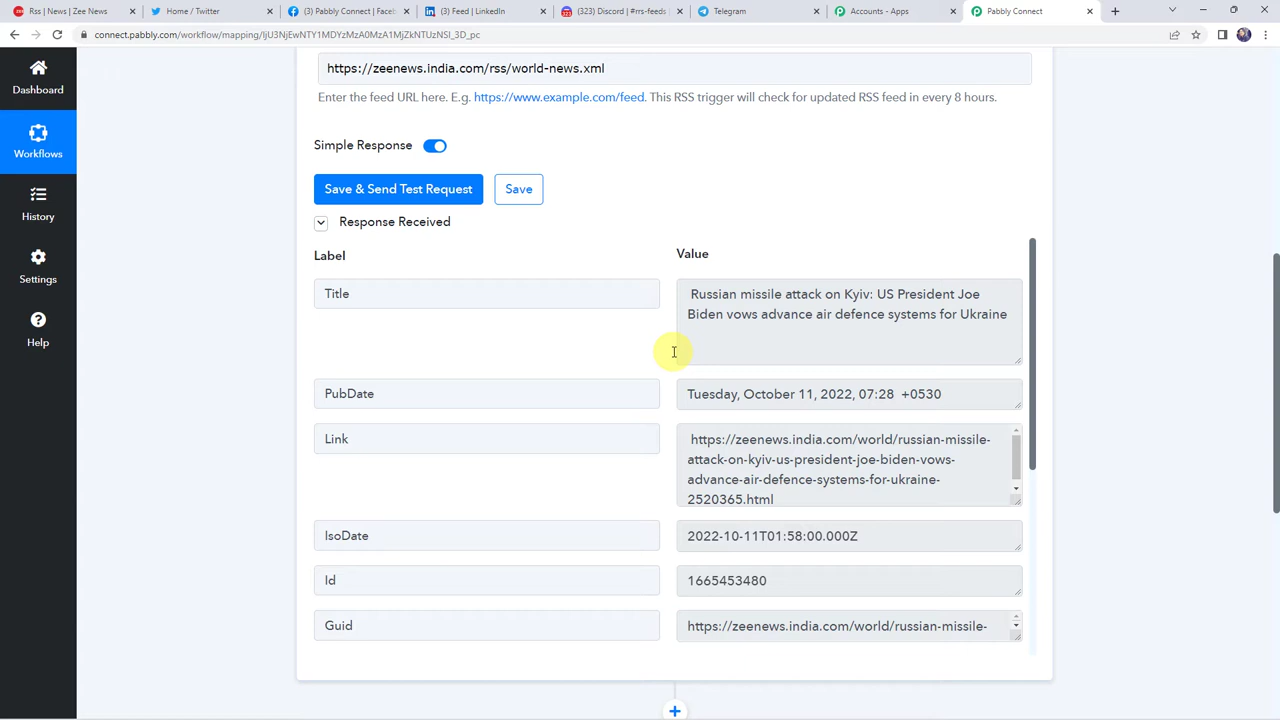 Rss | News | Zee News
Home / Twitter
(3) Pabbly Connect | Faceb
(4) Feed | LinkedIn
(323) Discord | #rrs-feeds |
Telegram
Accounts - Apps
Pabbly Connect
connect.pabbly.com/workflow/mapping/IjU3NjEwNTY1MDYzMzA0MzA1MjZkNTUzNSI_3D_pc
Dashboard
Workflows
History
Settings
Help
https://zeenews.india.com/rss/world-news.xml
Enter the feed URL here. E.g. https://www.example.com/feed. This RSS trigger will check for updated RSS feed in every 8 hours.
Simple Response
Save & Send Test Request
Save
Response Received
Label
Value
Title
Russian missile attack on Kyiv: US President Joe
Biden vows advance air defence systems for Ukraine
PubDate
Tuesday, October 11, 2022, 07:28 +0530
Link
https://zeenews.india.com/world/russian-missile-
attack-on-kyiv-us-president-joe-biden-vows-
advance-air-defence-systems-for-ukraine-
2520365.html
IsoDate
2022-10-11T01:58:00.000Z
Id
1665453480
Guid
https://zeenews.india.com/world/russian-missile-